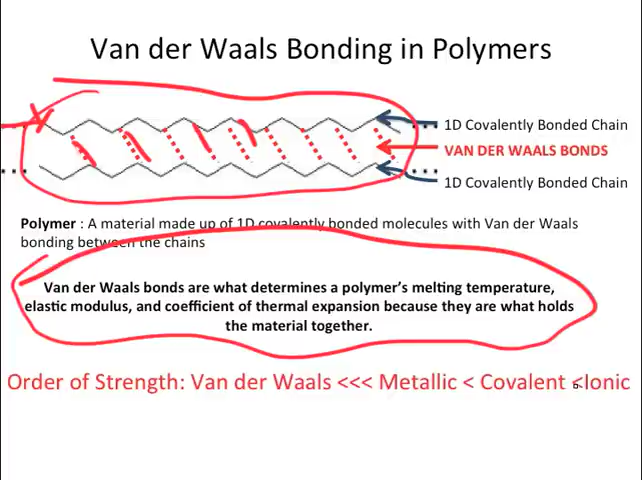 Van der Waals Bonding in Polymers
1D Covalently Bonded Chain
VAN DER WAALS BONDS
1D Covalently Bonded Chain
Polymer : A material made up of 1D covalently bonded molecules with Van der Waals
bonding between the chains
Van der Waals bonds are what determines a polymer's melting temperature,
elastic modulus, and coefficient of thermal expansion because they are what holds
the material together.
Order of Strength: Van der Waals <<< Metallic < Covalent <Ionic